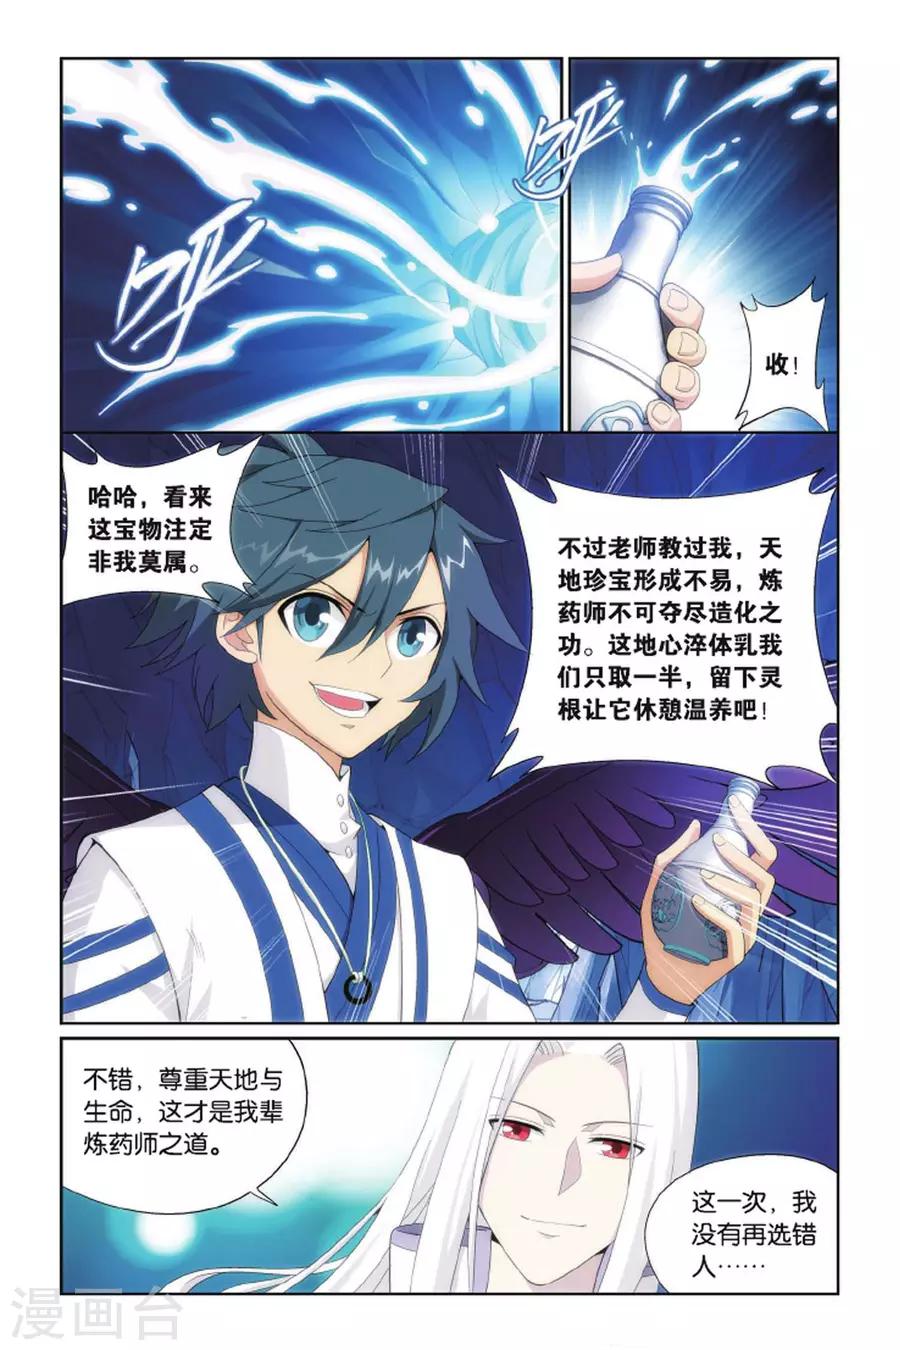 呼
呼
收！
哈哈，看来
这宝物注定
非我莫属。
不过老师教过我，天
地珍宝形成不易，炼
药师不可夺尽造化之
功。这地心淬体乳我
们只取一半，留下灵
根让它休憩温养吧！
不错，尊重天地与
生命，这才是我辈
炼药师之道。
这一次，我
没有再选错
人……
漫画台